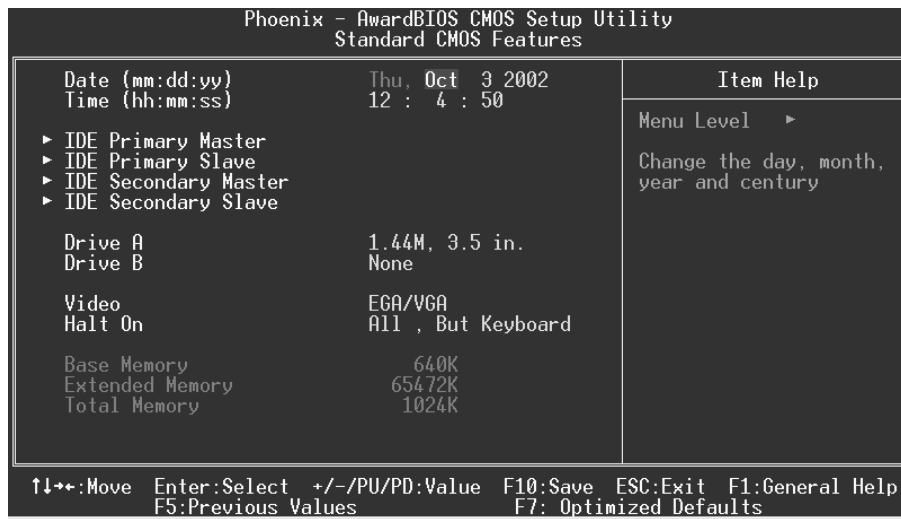 Phoenix - AwardBIOS CMOS Setup Utility
Standard CMOS Features
Date (mm:dd:yy) Thu, Oct 3 2002
Time (hh:mm:ss) 12 : 4 : 50
► IDE Primary Master
► IDE Primary Slave
► IDE Secondary Master
► IDE Secondary Slave
Drive A 1.44M, 3.5 in.
Drive B None
Video EGA/VGA
Halt On All , But Keyboard
Base Memory 640K
Extended Memory 65472K
Total Memory 1024K
Item Help
Menu Level ►
Change the day, month,
year and century
↑↓→←:Move Enter:Select +/-/PU/PD:Value F10:Save ESC:Exit F1:General Help
F5:Previous Values F7: Optimized Defaults